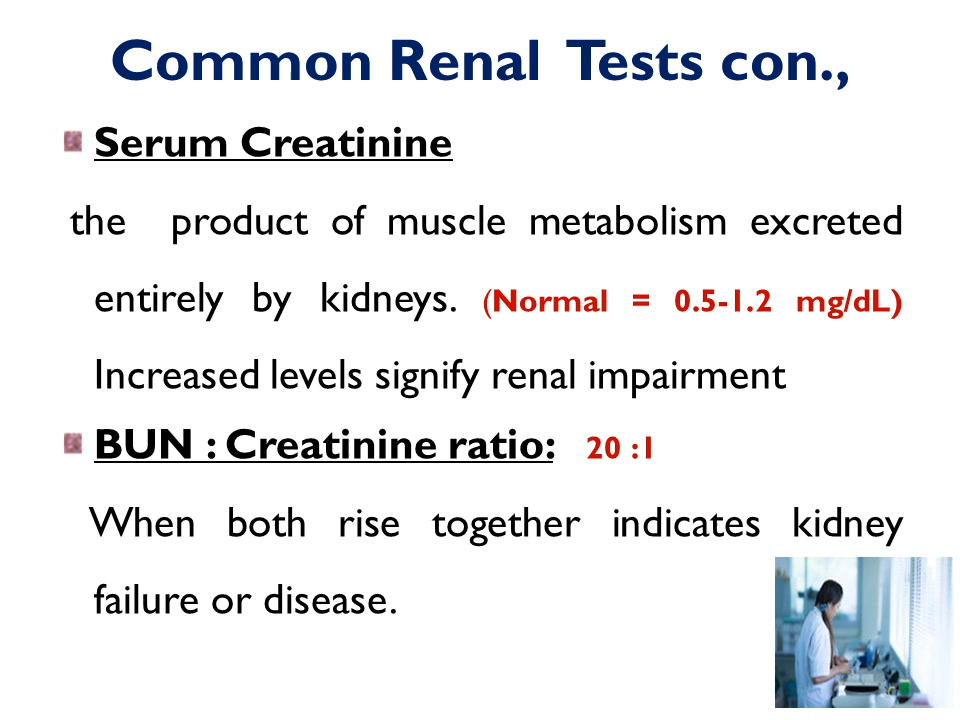 Common Renal Tests con.,
Serum Creatinine
the product of muscle metabolism excreted
entirely by kidneys. (Normal = 0.5-1.2 mg/dL)
Increased levels signify renal impairment
BUN : Creatinine ratio: 20 :1
When both rise together indicates kidney
failure or disease.